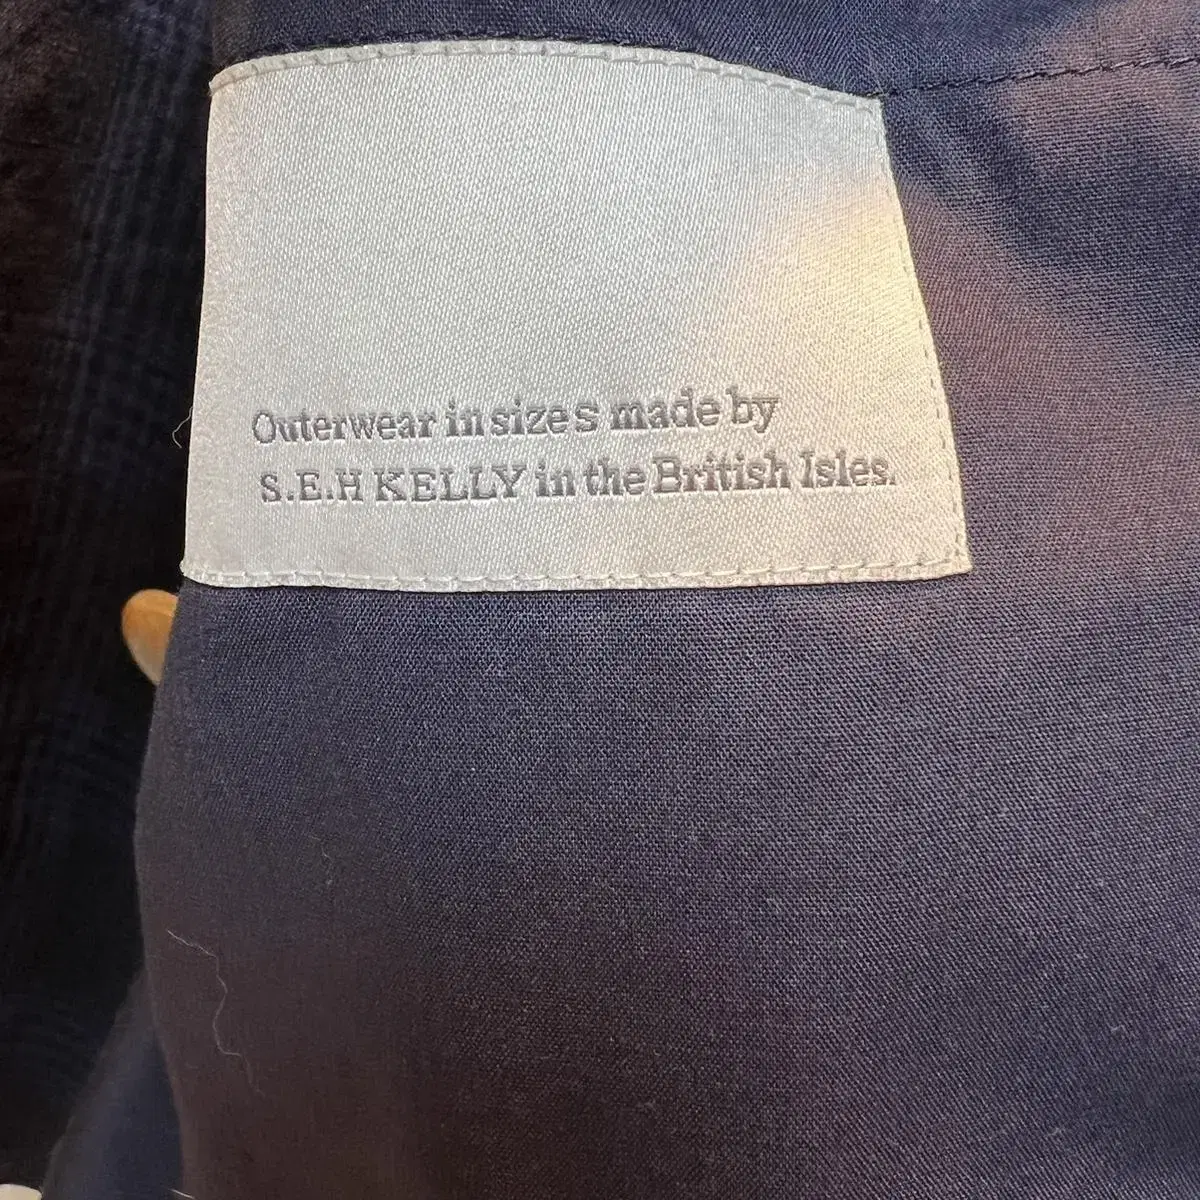 Outerwear in size s made by
S.E.H KELLY in the British Isles.